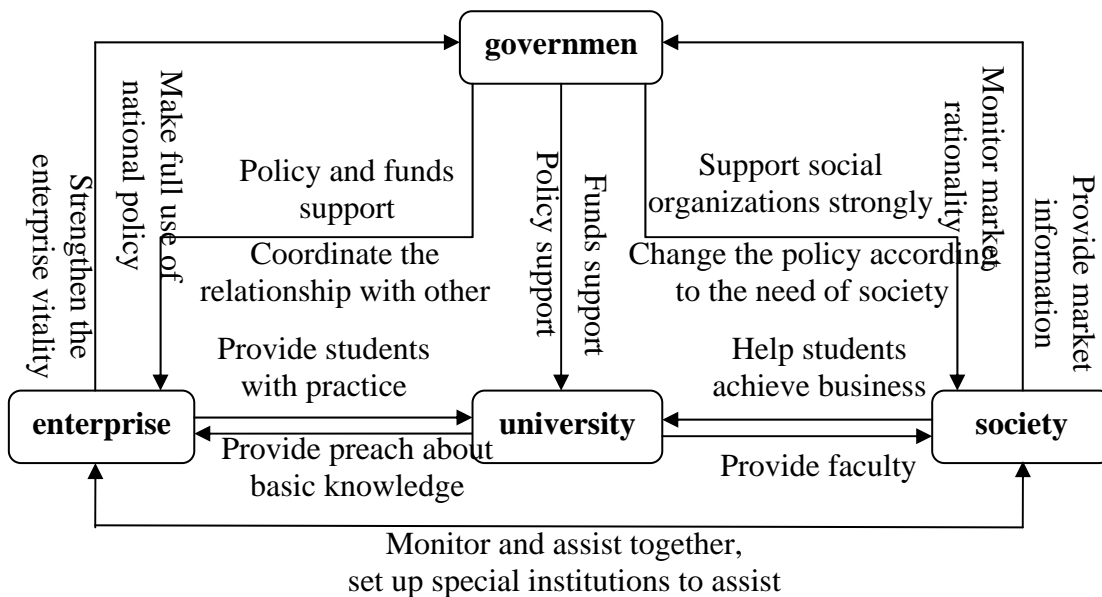 governmen
Make full use of
national policy
Strengthen the
enterprise vitality
Policy and funds
support
Coordinate the
relationship with other
Policy support
Funds support
Support social
organizations strongly
Change the policy according
to the need of society
Monitor market
rationality
Provide market
information
Provide students
with practice
Help students
achieve business
enterprise
university
society
Provide preach about
basic knowledge
Provide faculty
Monitor and assist together,
set up special institutions to assist